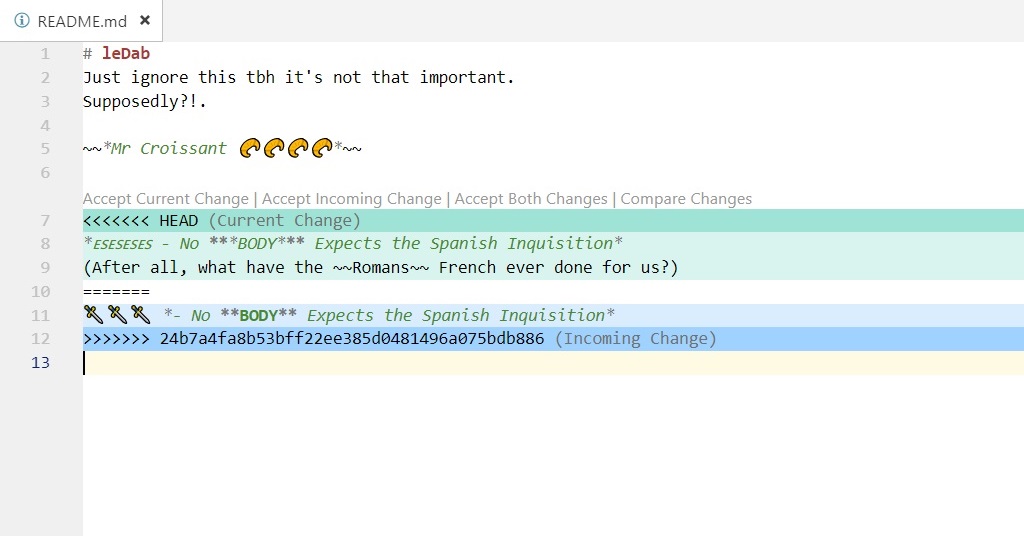 README.md ×
1 # leDab
2 Just ignore this tbh it's not that important.
3 Supposedly?!.
4
5 ~~*Mr Croissant 🥐🥐🥐🥐*~~
6
Accept Current Change | Accept Incoming Change | Accept Both Changes | Compare Changes
7 <<<<<<< HEAD (Current Change)
8 *ESESESES - No ***BODY*** Expects the Spanish Inquisition*
9 (After all, what have the ~~Romans~~ French ever done for us?)
10 =======
11 🗡🗡🗡 *- No **BODY** Expects the Spanish Inquisition*
12 >>>>>>> 24b7a4fa8b53bff22ee385d0481496a075bdb886 (Incoming Change)
13